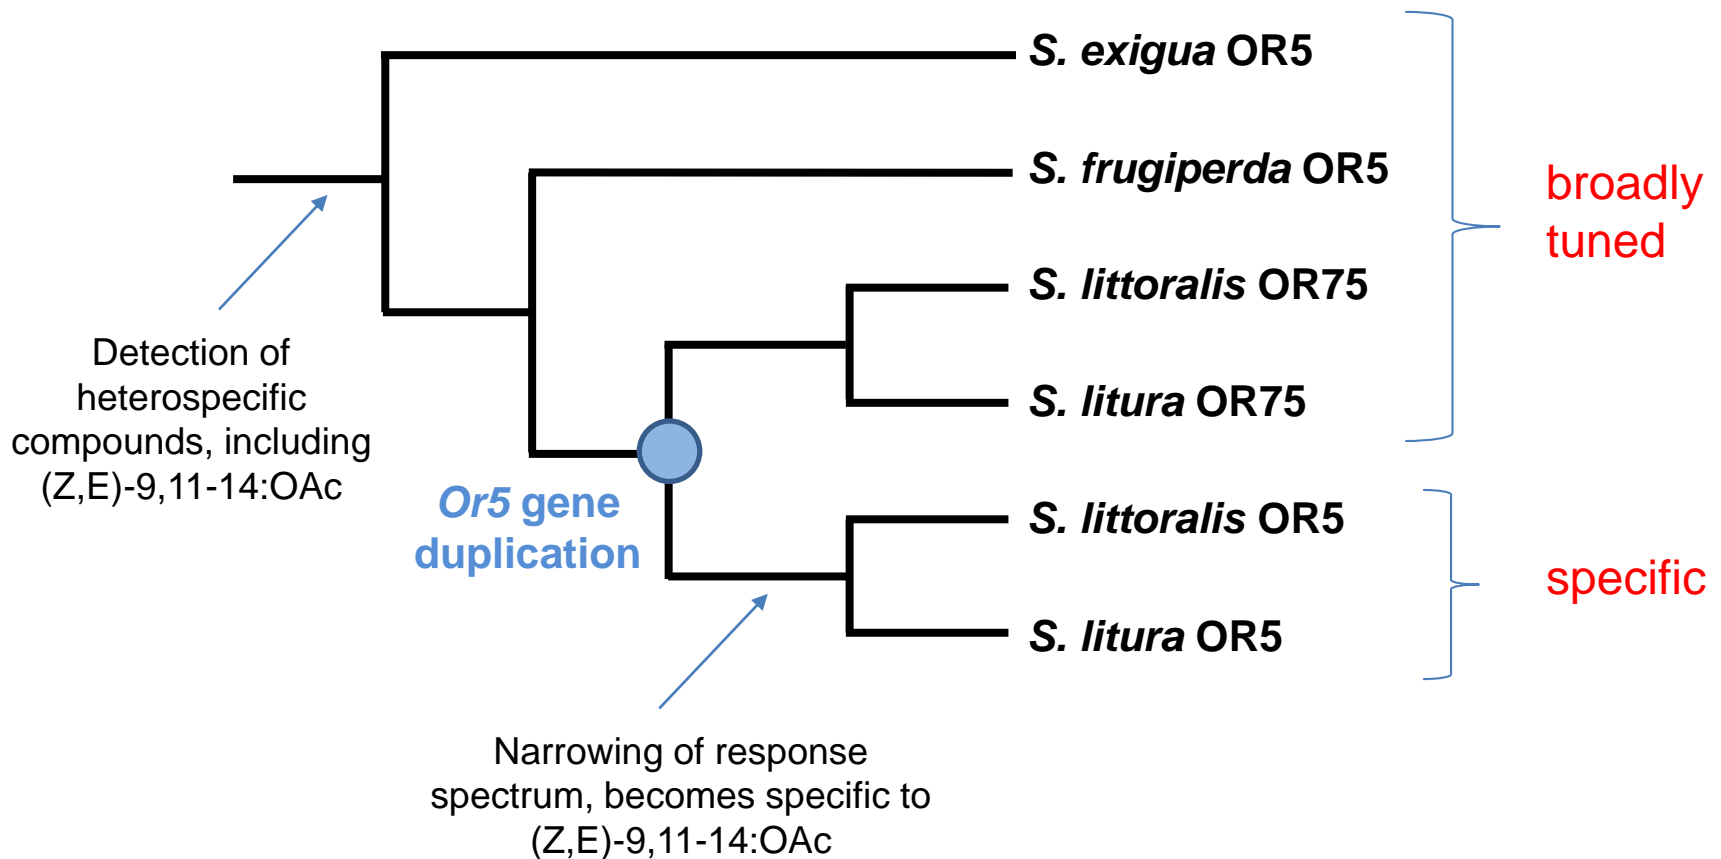 S. exigua OR5
S. frugiperda OR5
broadly
tuned
S. littoralis OR75
Detection of
heterospecific
compounds, including
(Z,E)-9,11-14:OAc
S. litura OR75
Or5 gene
duplication
S. littoralis OR5
specific
S. litura OR5
Narrowing of response
spectrum, becomes specific to
(Z,E)-9,11-14:OAc